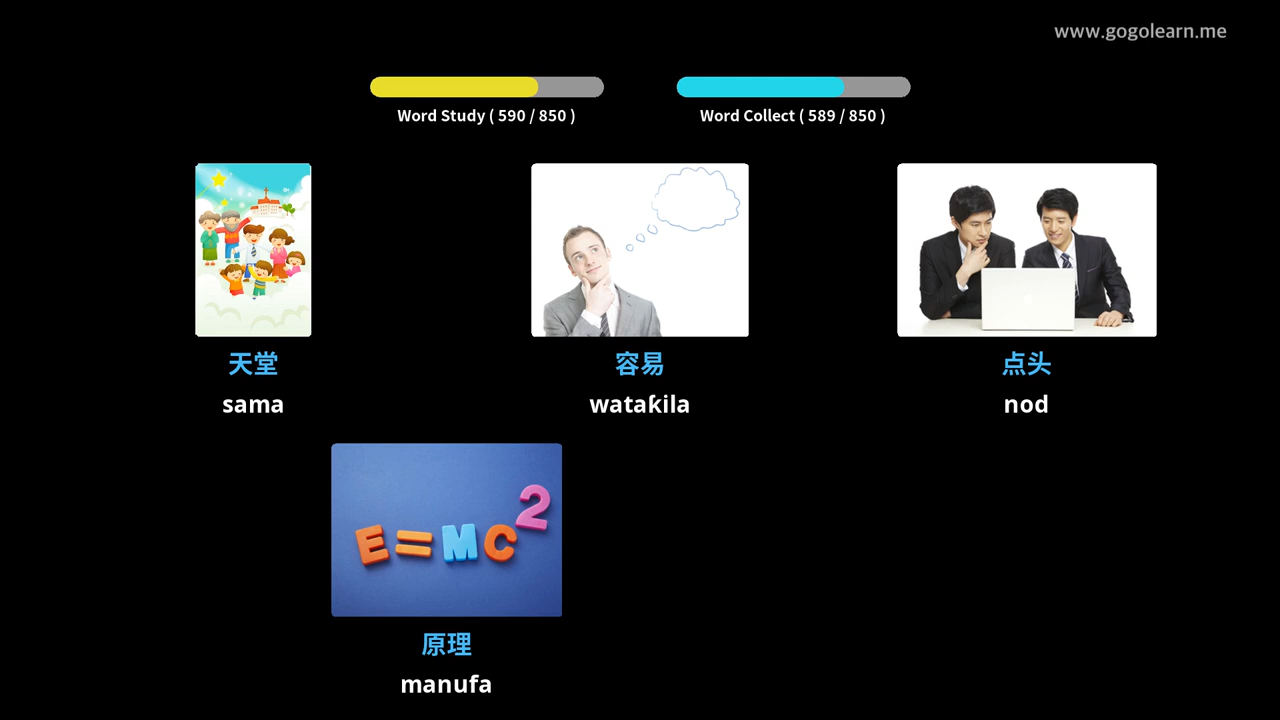 www.gogolearn.me
Word Study ( 590 / 850 )
Word Collect ( 589 / 850 )
天堂
sama
容易
watakila
点头
nod
E=MC2
原理
manufa